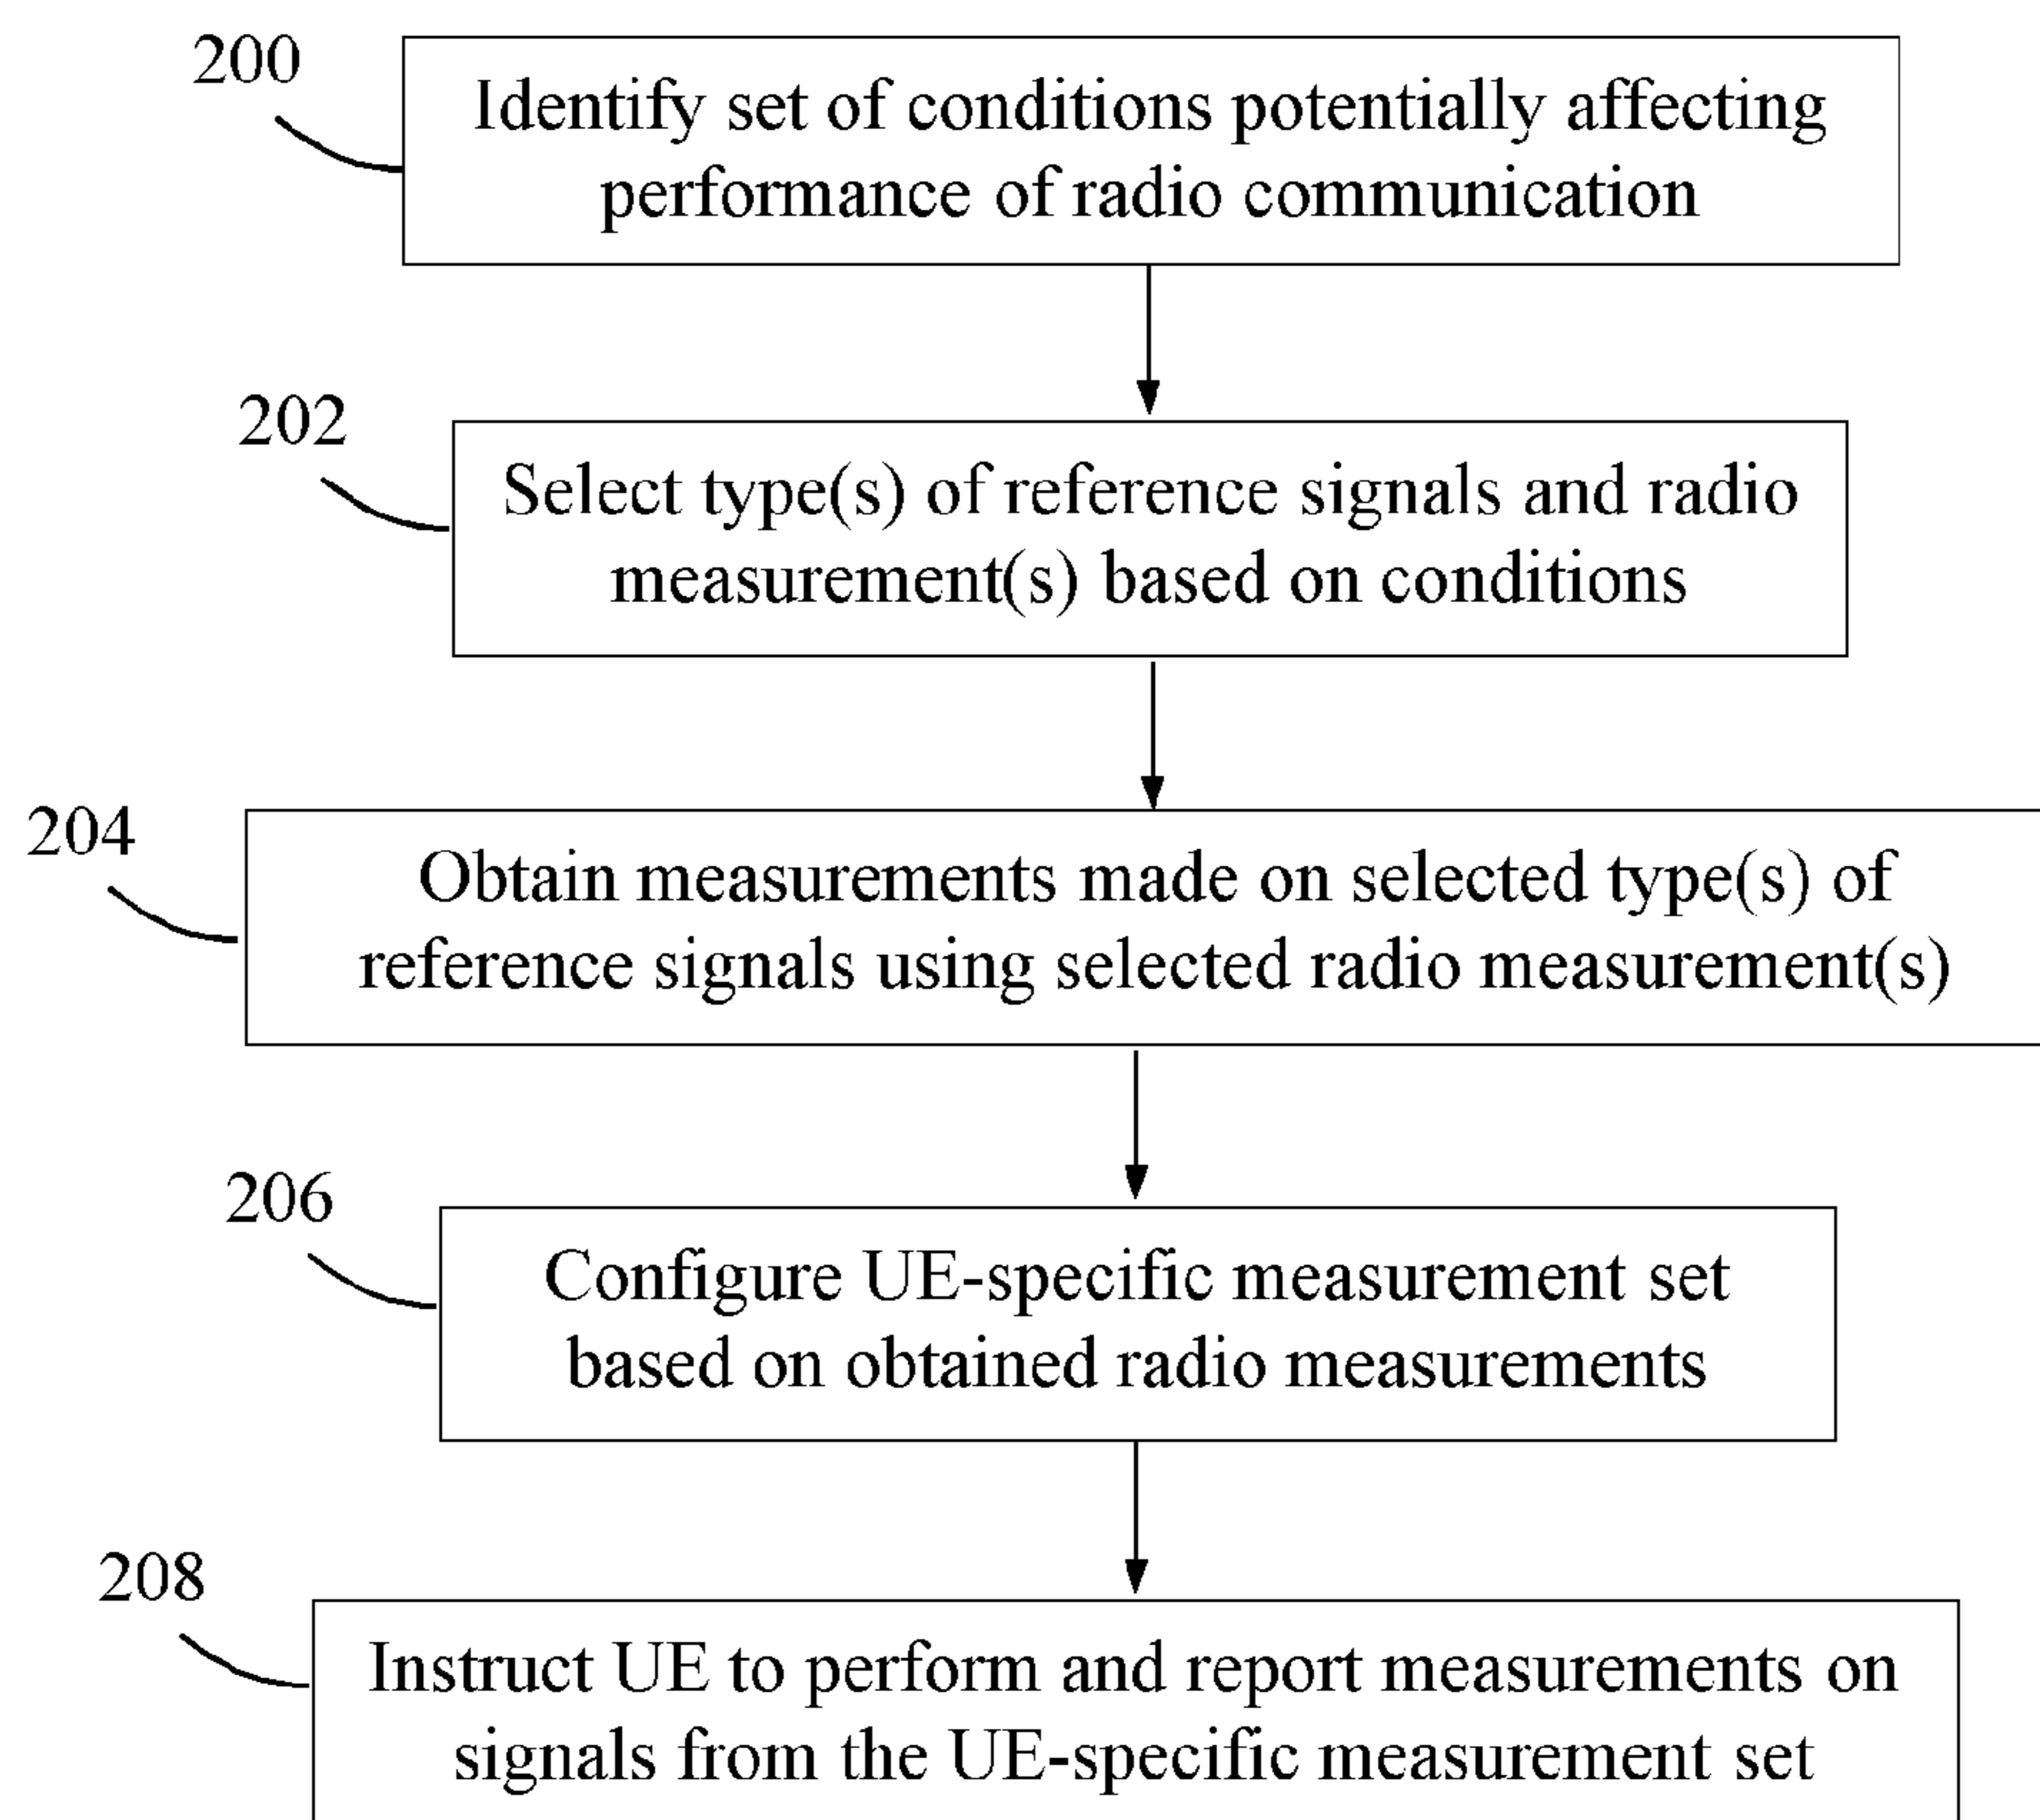 200
Identify set of conditions potentially affecting
performance of radio communication
202
Select type(s) of reference signals and radio
measurement(s) based on conditions
204
Obtain measurements made on selected type(s) of
reference signals using selected radio measurement(s)
206
Configure UE-specific measurement set
based on obtained radio measurements
208
Instruct UE to perform and report measurements on
signals from the UE-specific measurement set